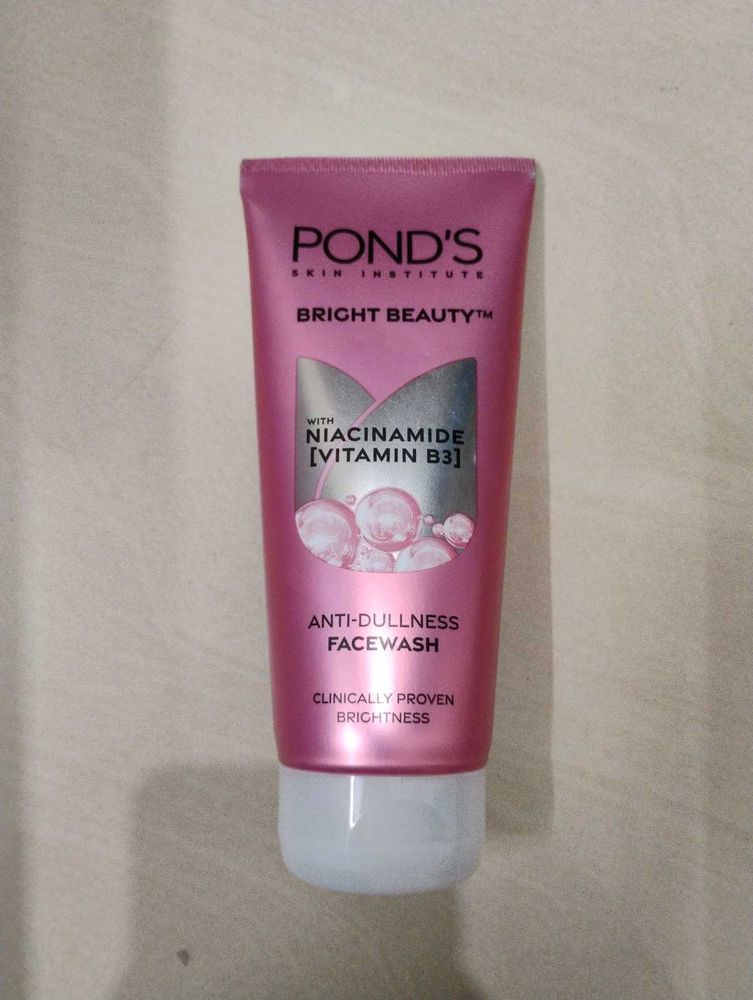 POND'S
SKIN INSTITUTE
BRIGHT BEAUTY™
WITH
NIACINAMIDE
[VITAMIN B3]
ANTI-DULLNESS
FACEWASH
CLINICALLY PROVEN
BRIGHTNESS